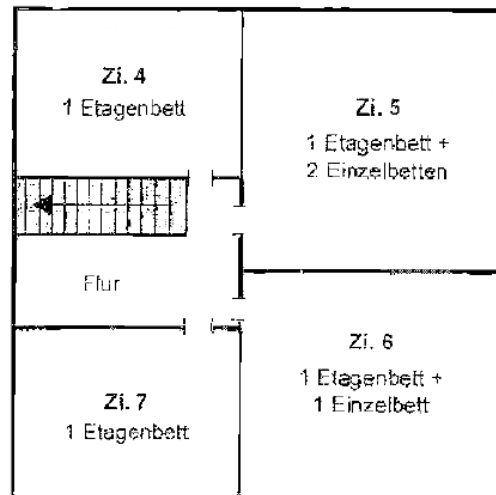 Zi. 4
1 Etagenbett
Zi. 5
1 Etagenbett +
2 Einzelbetten
Flur
Zi. 6
1 Etagenbett +
1 Einzelbett
Zi. 7
1 Etagenbett